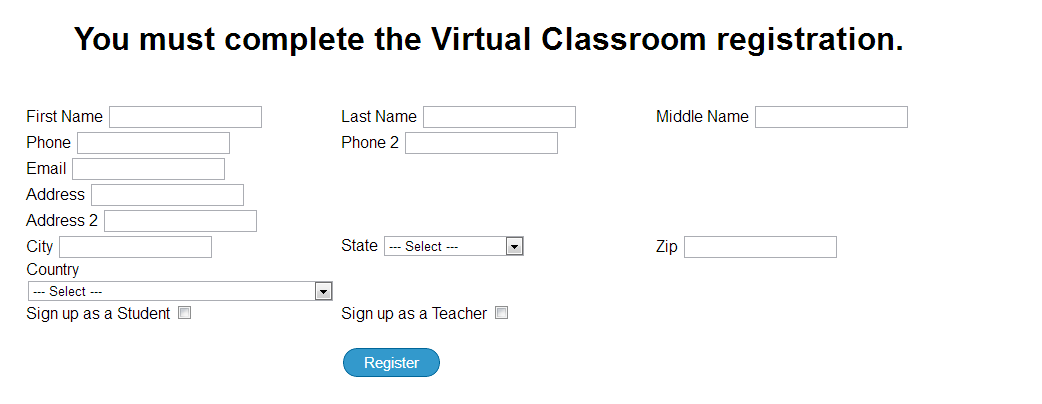 You must complete the Virtual Classroom registration.
First Name Last Name Middle Name
Phone Phone 2
Email
Address
Address 2
City State --- Select --- Zip
Country
--- Select ---
Sign up as a Student Sign up as a Teacher
Register